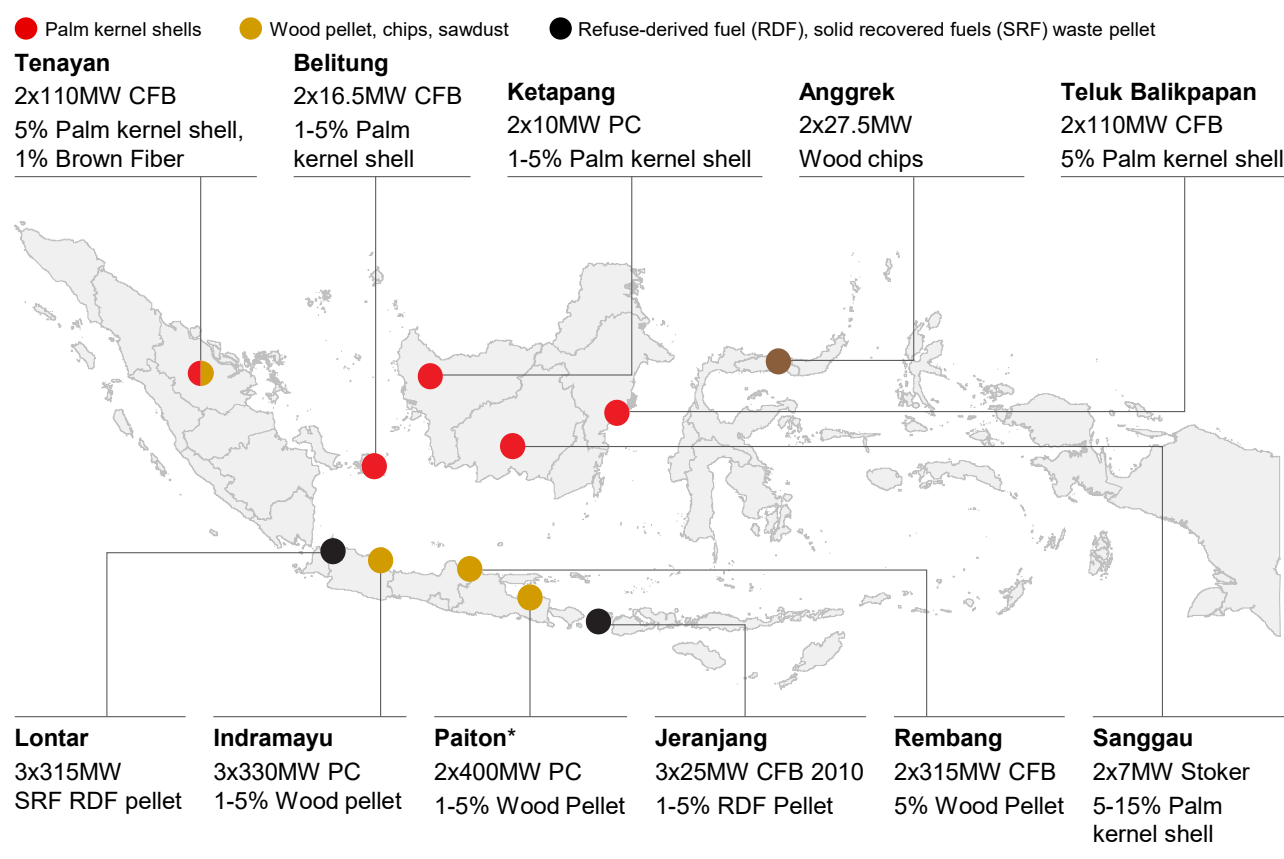 Palm kernel shells
Wood pellet, chips, sawdust
Refuse-derived fuel (RDF), solid recovered fuels (SRF) waste pellet
Tenayan
2x110MW CFB
5% Palm kernel shell,
1% Brown Fiber
Belitung
2x16.5MW CFB
1-5% Palm
kernel shell
Ketapang
2x10MW PC
1-5% Palm kernel shell
Anggrek
2x27.5MW
Wood chips
Teluk Balikpapan
2x110MW CFB
5% Palm kernel shell
Lontar
3x315MW
SRF RDF pellet
Indramayu
3x330MW PC
1-5% Wood pellet
Paiton*
2x400MW PC
1-5% Wood Pellet
Jeranjang
3x25MW CFB 2010
1-5% RDF Pellet
Rembang
2x315MW CFB
5% Wood Pellet
Sanggau
2x7MW Stoker
5-15% Palm
kernel shell